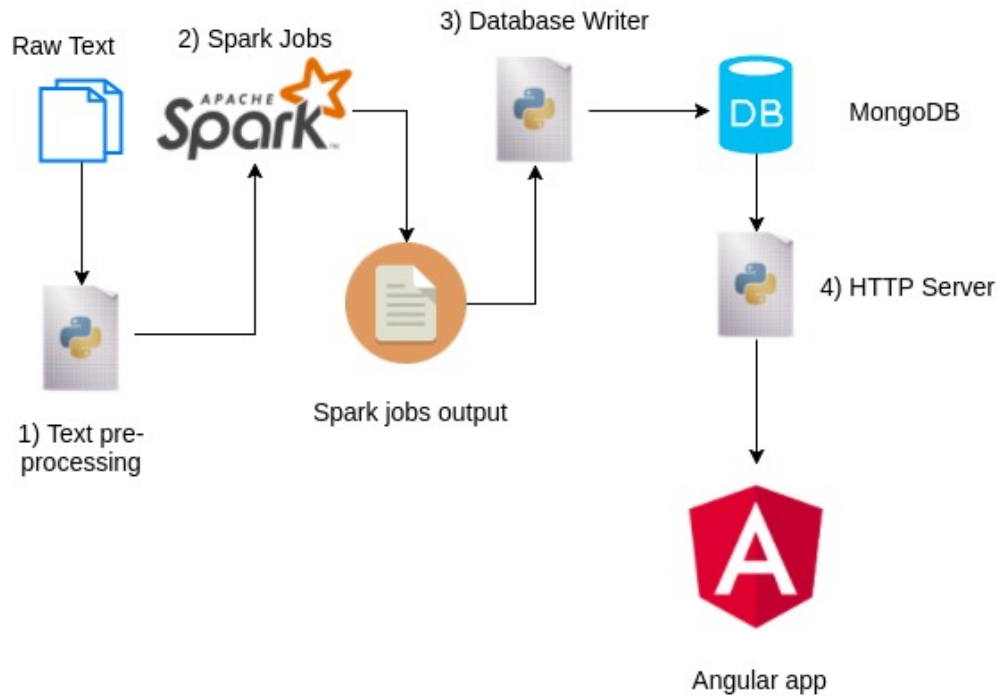 Raw Text
2) Spark Jobs
3) Database Writer
APACHE
Spark™
DB
MongoDB
4) HTTP Server
Spark jobs output
1) Text pre-
processing
A
Angular app